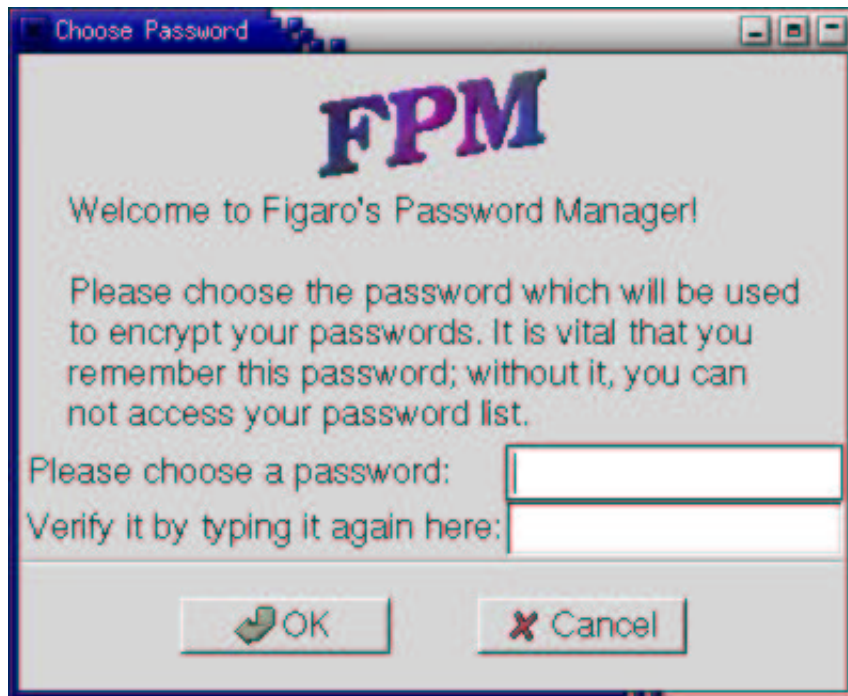 Choose Password
FPM
Welcome to Figaro's Password Manager!
Please choose the password which will be used
to encrypt your passwords. It is vital that you
remember this password; without it, you can
not access your password list.
Please choose a password:
Verify it by typing it again here:
OK
Cancel